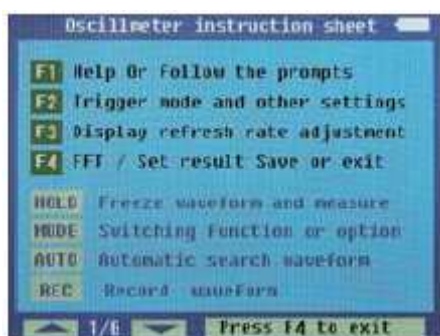 Oscillmeter instruction sheet
F1 Help Or Follow the prompts
F2 Trigger mode and other settings
F3 Display refresh rate adjustment
F4 FFT / Set result Save or exit
HOLD Freeze waveform and measure
MODE Switching Function or option
AUTO Automatic search waveform
REC Record waveform
1/6 Press F4 to exit